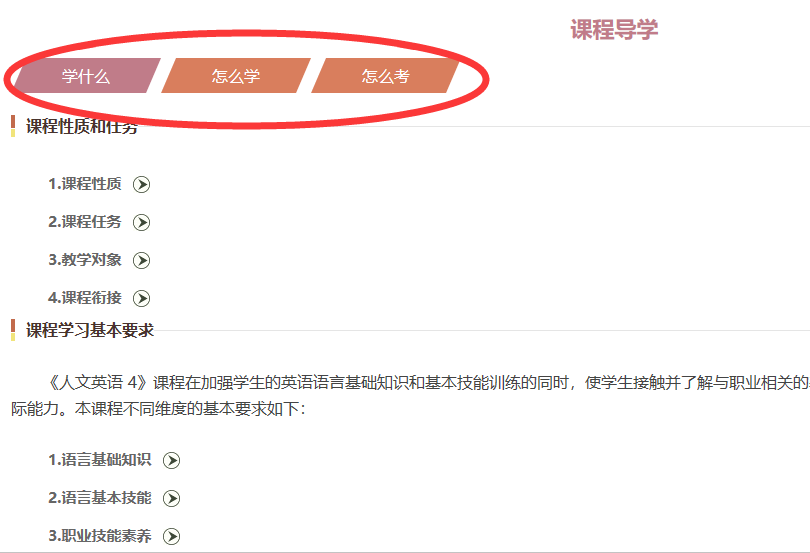 课程导学
学什么 怎么学 怎么考
课程性质和任务
1.课程性质
2.课程任务
3.教学对象
4.课程衔接
课程学习基本要求
《人文英语 4》课程在加强学生的英语语言基础知识和基本技能训练的同时，使学生接触并了解与职业相关的
际能力。本课程不同维度的基本要求如下：
1.语言基础知识
2.语言基本技能
3.职业技能素养